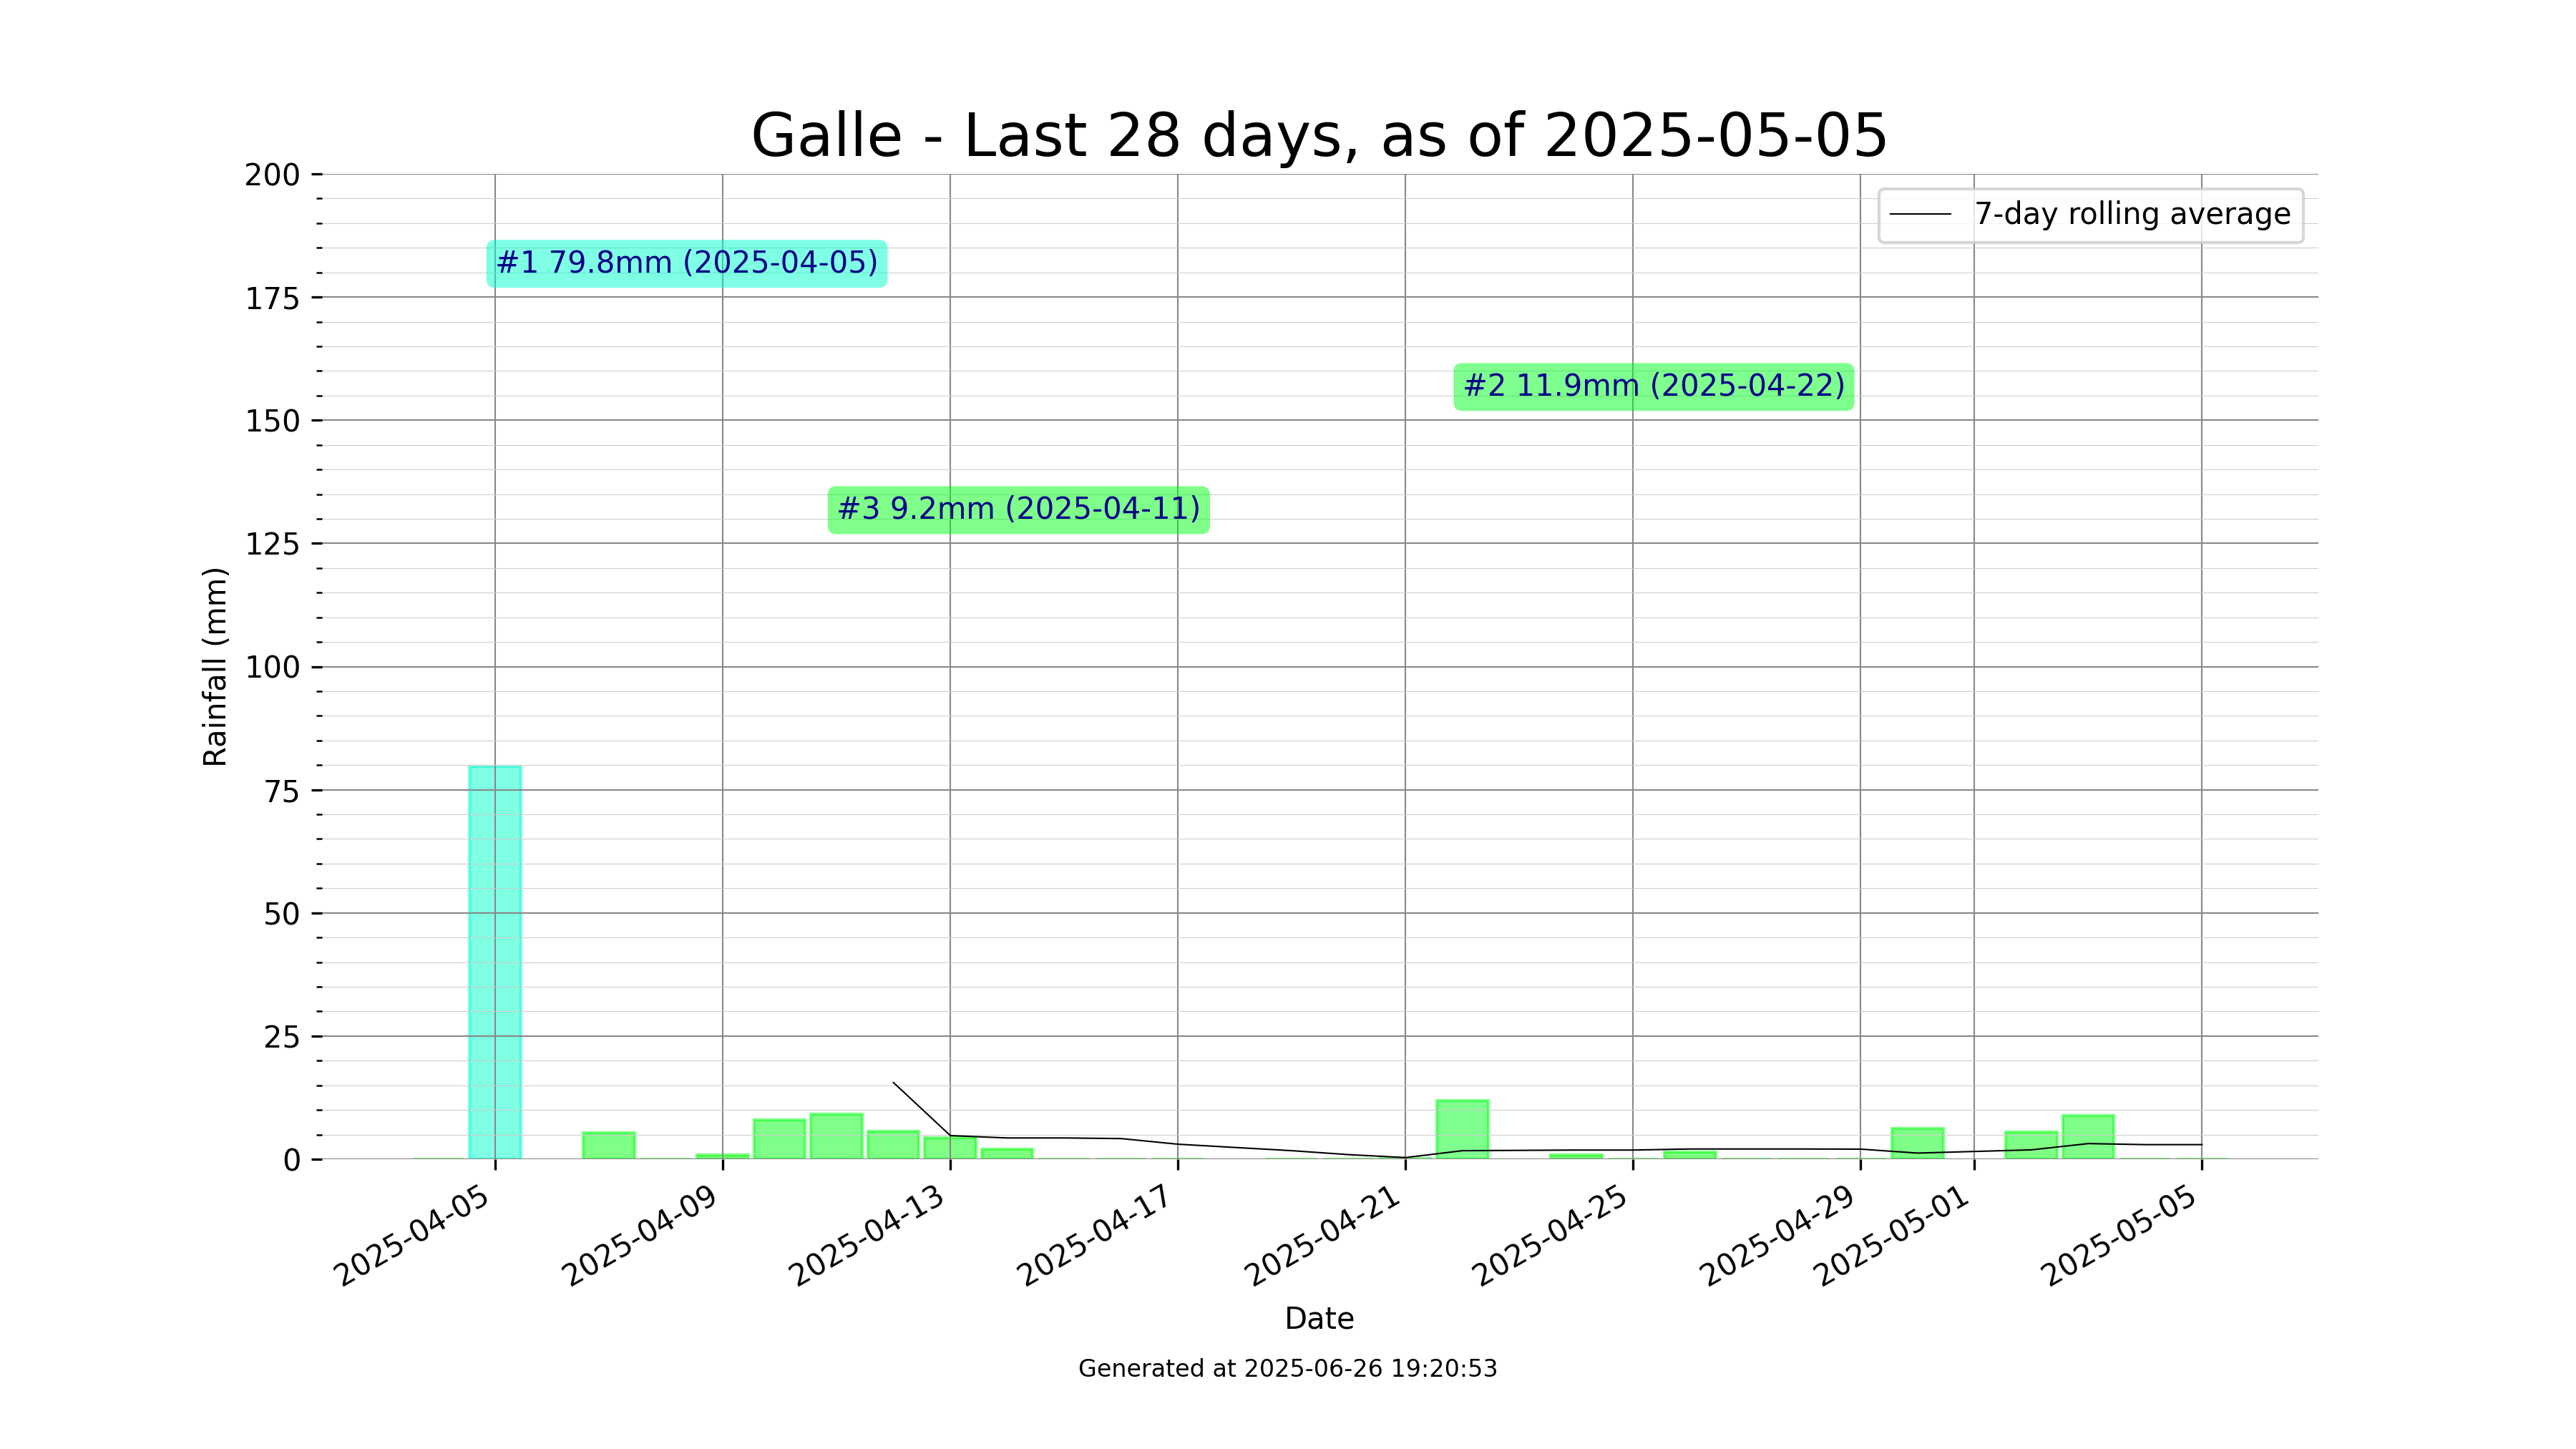 Galle - Last 28 days, as of 2025-05-05
7-day rolling average
#1 79.8mm (2025-04-05)
#2 11.9mm (2025-04-22)
#3 9.2mm (2025-04-11)
Rainfall (mm)
200
175
150
125
100
75
50
25
0
2025-04-05
2025-04-09
2025-04-13
2025-04-17
2025-04-21
2025-04-25
2025-04-29
2025-05-01
2025-05-05
Date
Generated at 2025-06-26 19:20:53